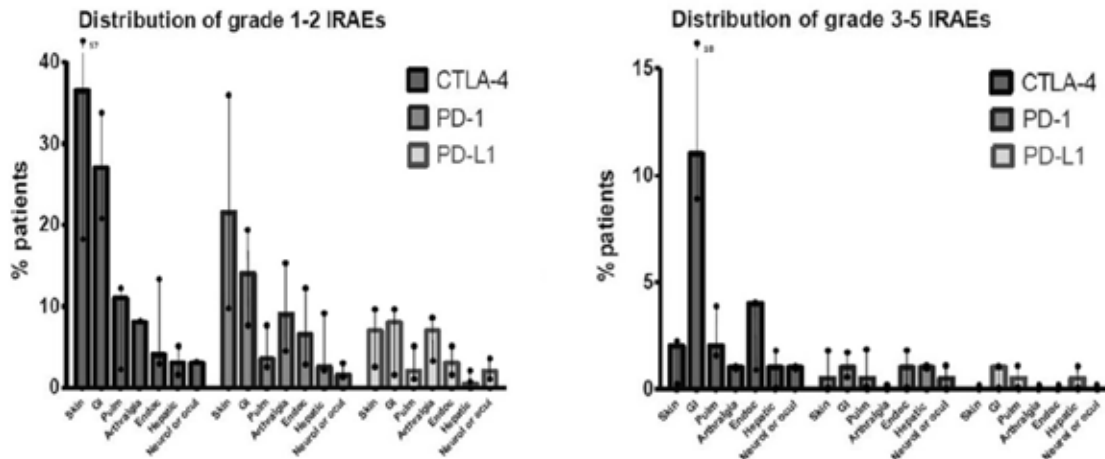 Distribution of grade 1-2 IRAEs
% patients
40
30
20
10
0
57
CTLA-4
PD-1
PD-L1
Skin
GI
Pulm
Arthralgia
Endoc
Hepatic
Neurol or ocul
Skin
GI
Pulm
Arthralgia
Endoc
Hepatic
Neurol or ocul
Skin
GI
Pulm
Arthralgia
Endoc
Hepatic
Neurol or ocul
Distribution of grade 3-5 IRAEs
% patients
15
10
5
0
CTLA-4
PD-1
PD-L1
Skin
GI
Pulm
Arthralgia
Endoc
Hepatic
Neurol or ocul
Skin
GI
Pulm
Arthralgia
Endoc
Hepatic
Neurol or ocul
Skin
GI
Pulm
Arthralgia
Endoc
Hepatic
Neurol or ocul